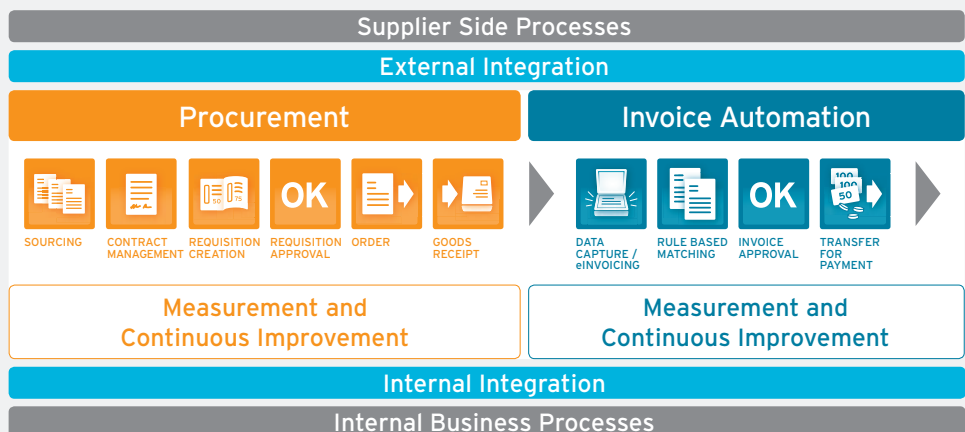 Supplier Side Processes
External Integration
Procurement
Invoice Automation
50
75
OK
OK
100
100
50
SOURCING
CONTRACT
MANAGEMENT
REQUISITION
CREATION
REQUISITION
APPROVAL
ORDER
GOODS
RECEIPT
DATA
CAPTURE /
eINVOICING
RULE BASED
MATCHING
INVOICE
APPROVAL
TRANSFER
FOR
PAYMENT
Measurement and
Continuous Improvement
Measurement and
Continuous Improvement
Internal Integration
Internal Business Processes